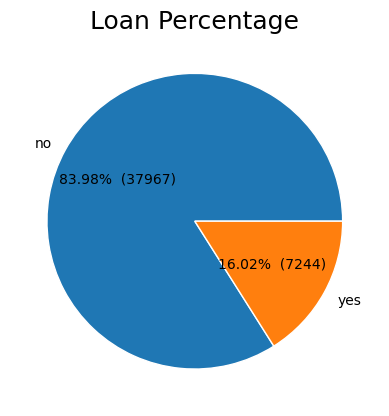 Loan Percentage
no
83.98%  (37967)
16.02%  (7244)
yes